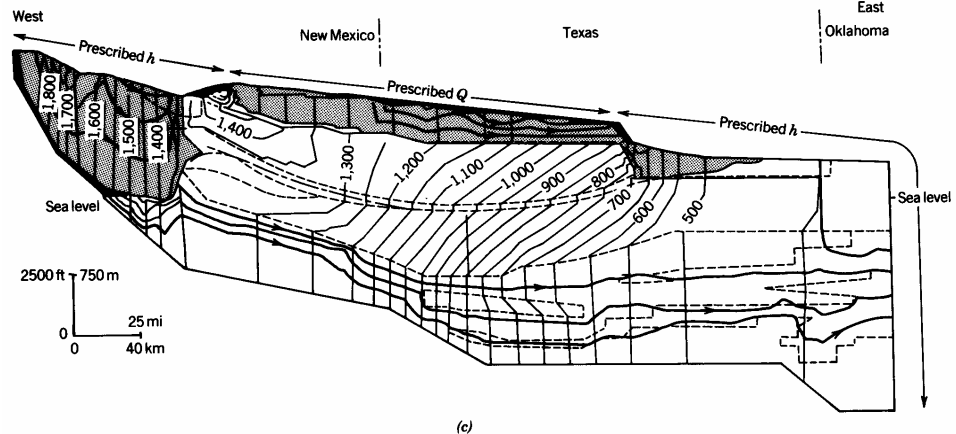 West
East
New Mexico
Texas
Oklahoma
Prescribed h
Prescribed Q
Prescribed h
1,800
1,700
1,600
1,500
1,400
1,400
1,300
1,200
1,100
1,000
900
800
700
600
500
Sea level
Sea level
2500 ft
750 m
0
25 mi
0
40 km
(c)